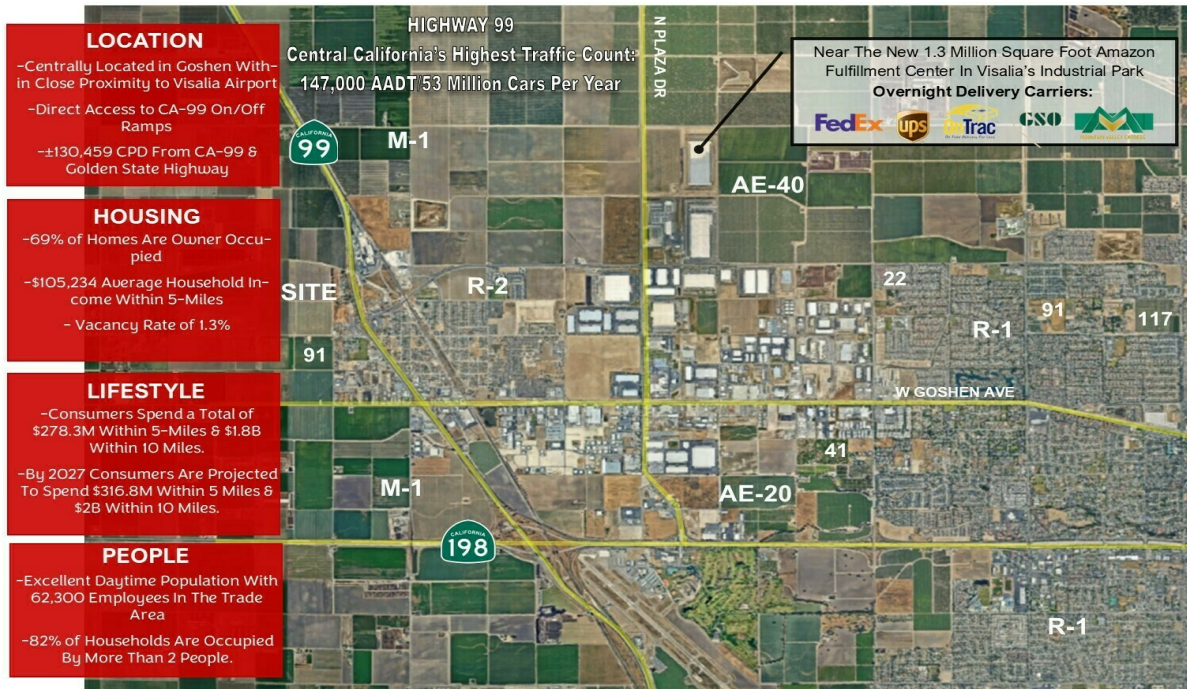 LOCATION
-Centrally Located in Goshen With-
in Close Proximity to Visalia Airport
-Direct Access to CA-99 On/Off
Ramps
-±130,459 CPD From CA-99 &
Golden State Highway
HOUSING
-69% of Homes Are Owner Occu-
pied
-$105,234 Average Household In-
come Within 5-Miles
- Vacancy Rate of 1.3%
LIFESTYLE
-Consumers Spend a Total of
$278.3M Within 5-Miles & $1.8B
Within 10 Miles.
-By 2027 Consumers Are Projected
To Spend $316.8M Within 5 Miles &
$2B Within 10 Miles.
PEOPLE
-Excellent Daytime Population With
62,300 Employees In The Trade
Area
-82% of Households Are Occupied
By More Than 2 People.
HIGHWAY 99
Central California's Highest Traffic Count:
147,000 AADT/53 Million Cars Per Year
N PLAZA DR
Near The New 1.3 Million Square Foot Amazon
Fulfillment Center In Visalia's Industrial Park
Overnight Delivery Carriers:
FedEx ups OnTrac GSO
CALIFORNIA
99
M-1
AE-40
SITE
R-2
22
91
117
R-1
91
W GOSHEN AVE
41
M-1
AE-20
CALIFORNIA
198
R-1